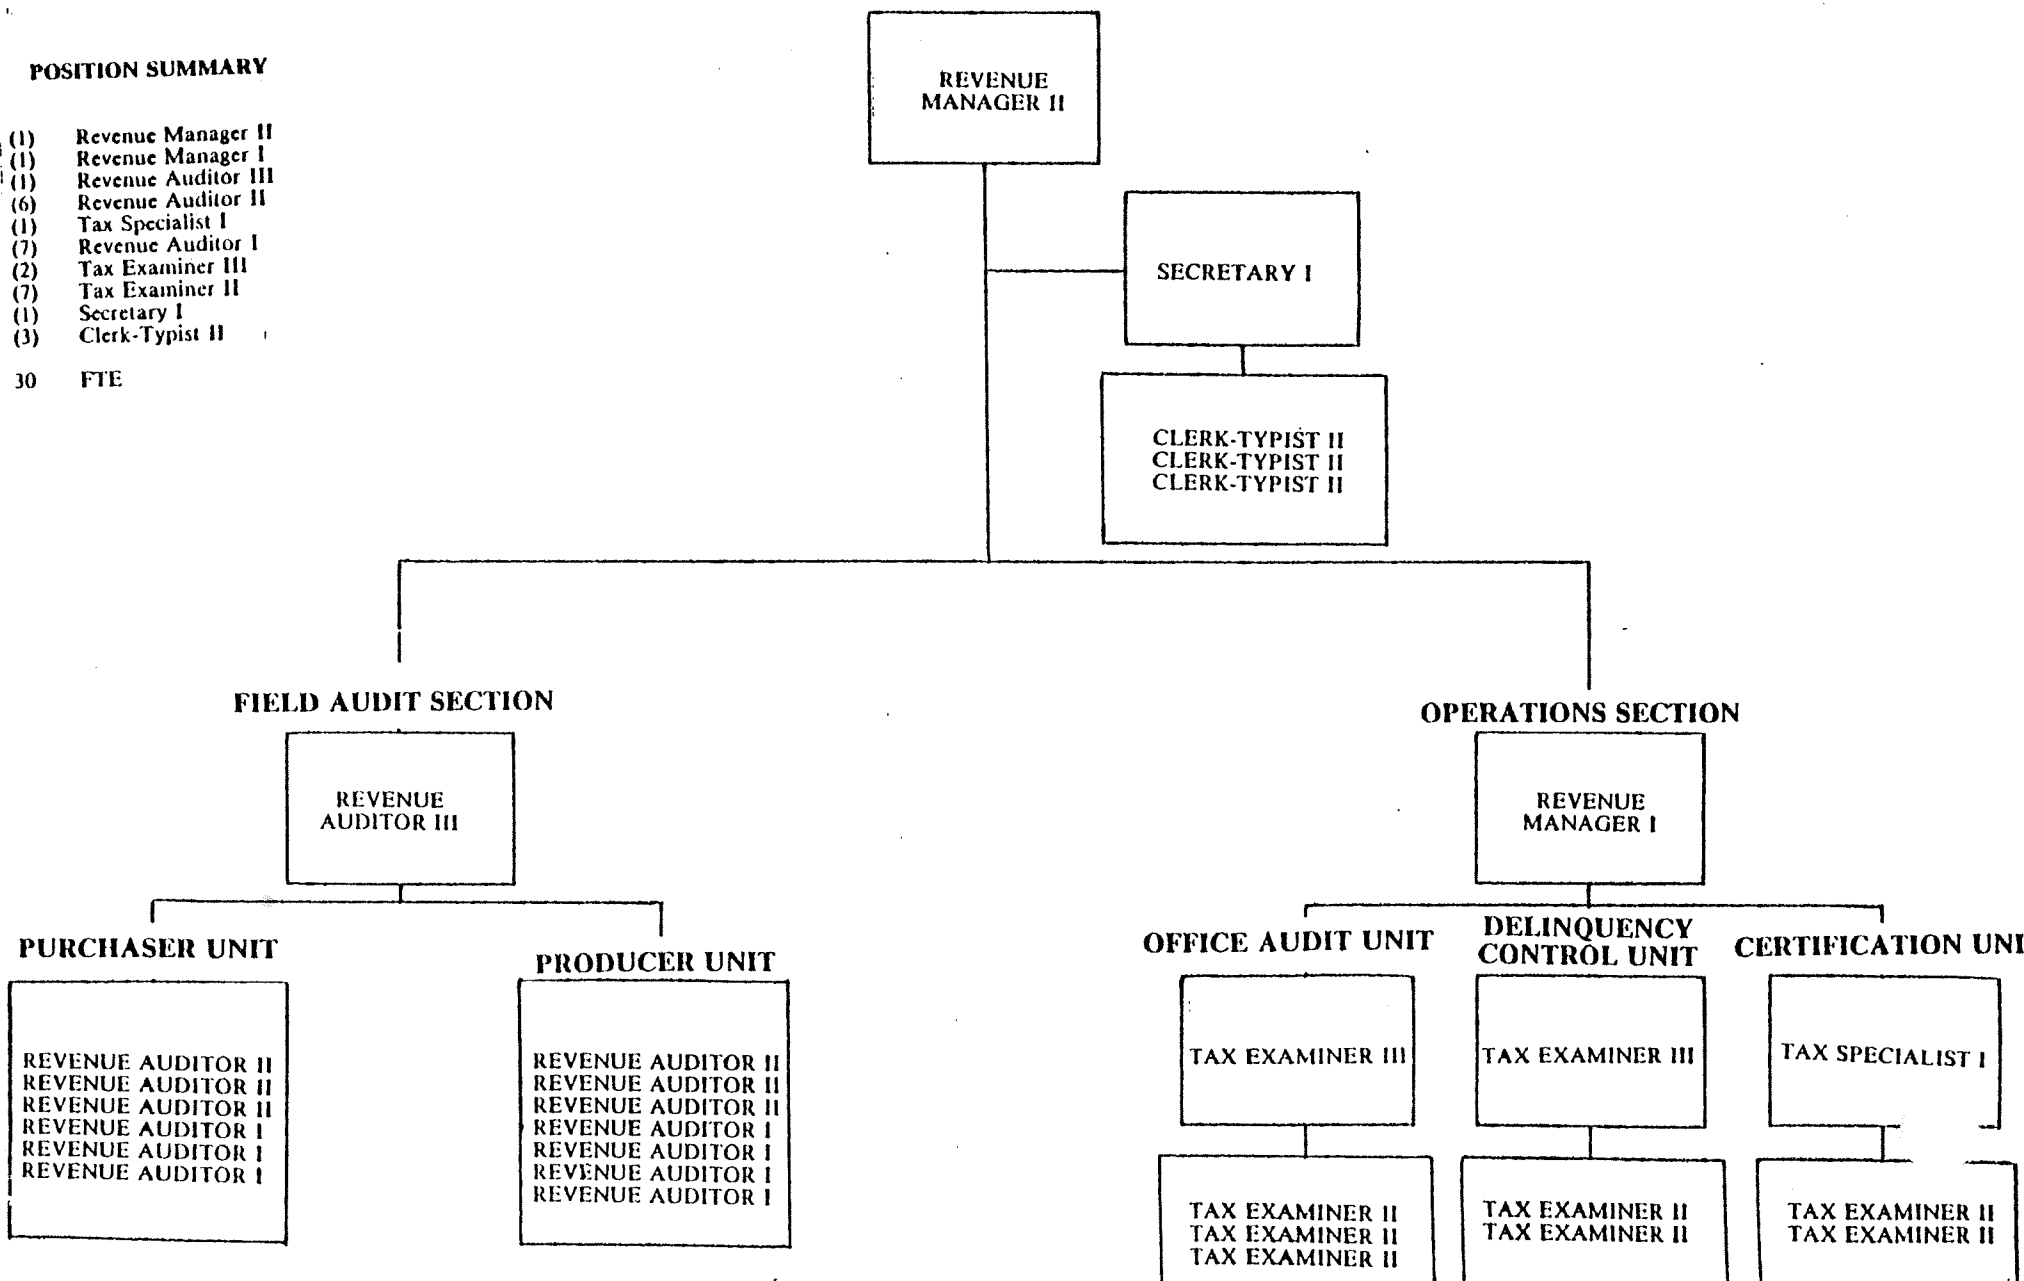 POSITION SUMMARY
(1) Revenue Manager II
(1) Revenue Manager I
(1) Revenue Auditor III
(6) Revenue Auditor II
(1) Tax Specialist I
(7) Revenue Auditor I
(2) Tax Examiner III
(7) Tax Examiner II
(1) Secretary I
(3) Clerk-Typist II
30 FTE
REVENUE
MANAGER II
SECRETARY I
CLERK-TYPIST II
CLERK-TYPIST II
CLERK-TYPIST II
FIELD AUDIT SECTION
REVENUE
AUDITOR III
PURCHASER UNIT
REVENUE AUDITOR II
REVENUE AUDITOR II
REVENUE AUDITOR II
REVENUE AUDITOR I
REVENUE AUDITOR I
REVENUE AUDITOR I
PRODUCER UNIT
REVENUE AUDITOR II
REVENUE AUDITOR II
REVENUE AUDITOR II
REVENUE AUDITOR I
REVENUE AUDITOR I
REVENUE AUDITOR I
REVENUE AUDITOR I
OPERATIONS SECTION
REVENUE
MANAGER I
OFFICE AUDIT UNIT
TAX EXAMINER III
TAX EXAMINER II
TAX EXAMINER II
TAX EXAMINER II
DELINQUENCY
CONTROL UNIT
TAX EXAMINER III
TAX EXAMINER II
TAX EXAMINER II
CERTIFICATION UNI
TAX SPECIALIST I
TAX EXAMINER II
TAX EXAMINER II